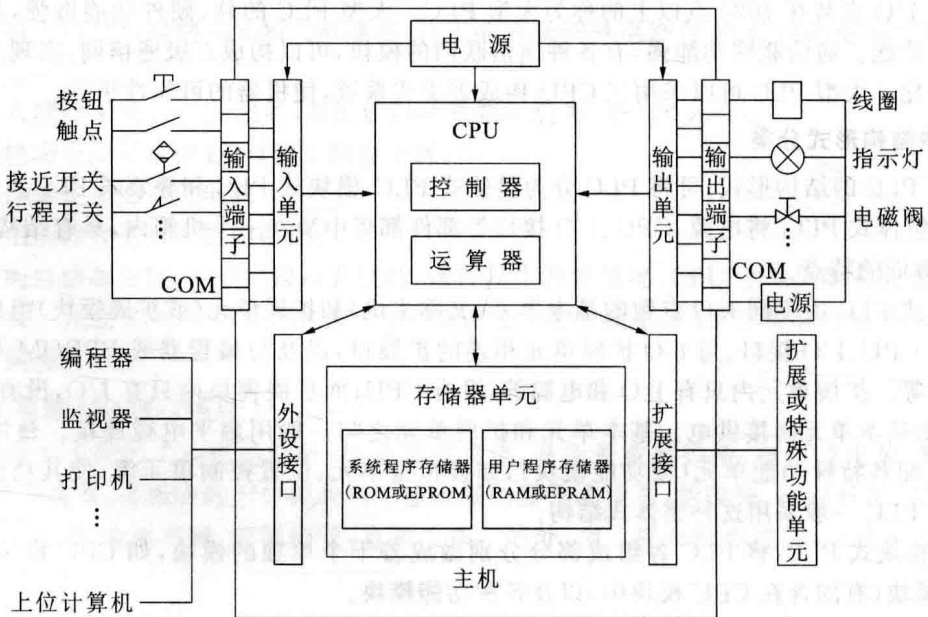 电源
按钮
触点
接近开关
行程开关
COM
输入端子
输入单元
CPU
控制器
运算器
输出单元
输出端子
线圈
指示灯
电磁阀
COM
电源
编程器
监视器
打印机
上位计算机
外设接口
存储器单元
系统程序存储器
(ROM或EPROM)
用户程序存储器
(RAM或EPRAM)
主机
扩展接口
扩展或特殊功能单元